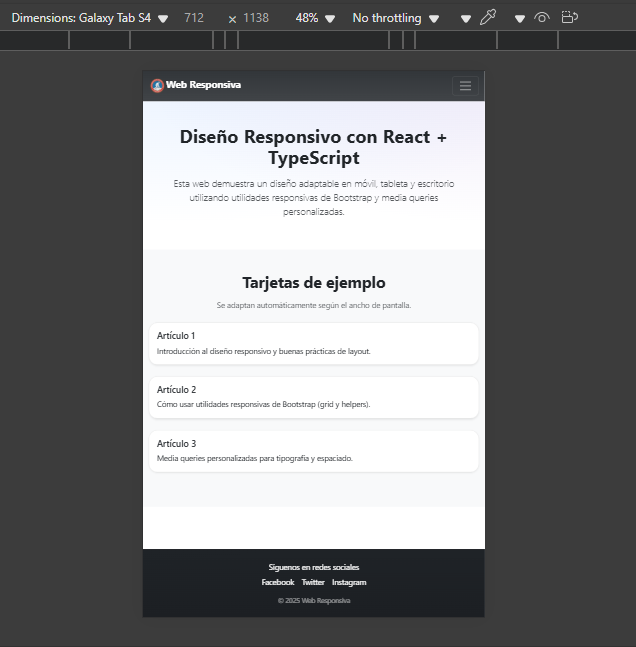 Dimensions: Galaxy Tab S4 712 × 1138 48% No throttling
Web Responsiva
Diseño Responsivo con React +
TypeScript
Esta web demuestra un diseño adaptable en móvil, tableta y escritorio
utilizando utilidades responsivas de Bootstrap y media queries
personalizadas.
Tarjetas de ejemplo
Se adaptan automáticamente según el ancho de pantalla.
Artículo 1
Introducción al diseño responsivo y buenas prácticas de layout.
Artículo 2
Cómo usar utilidades responsivas de Bootstrap (grid y helpers).
Artículo 3
Media queries personalizadas para tipografía y espaciado.
Síguenos en redes sociales
Facebook Twitter Instagram
© 2025 Web Responsiva